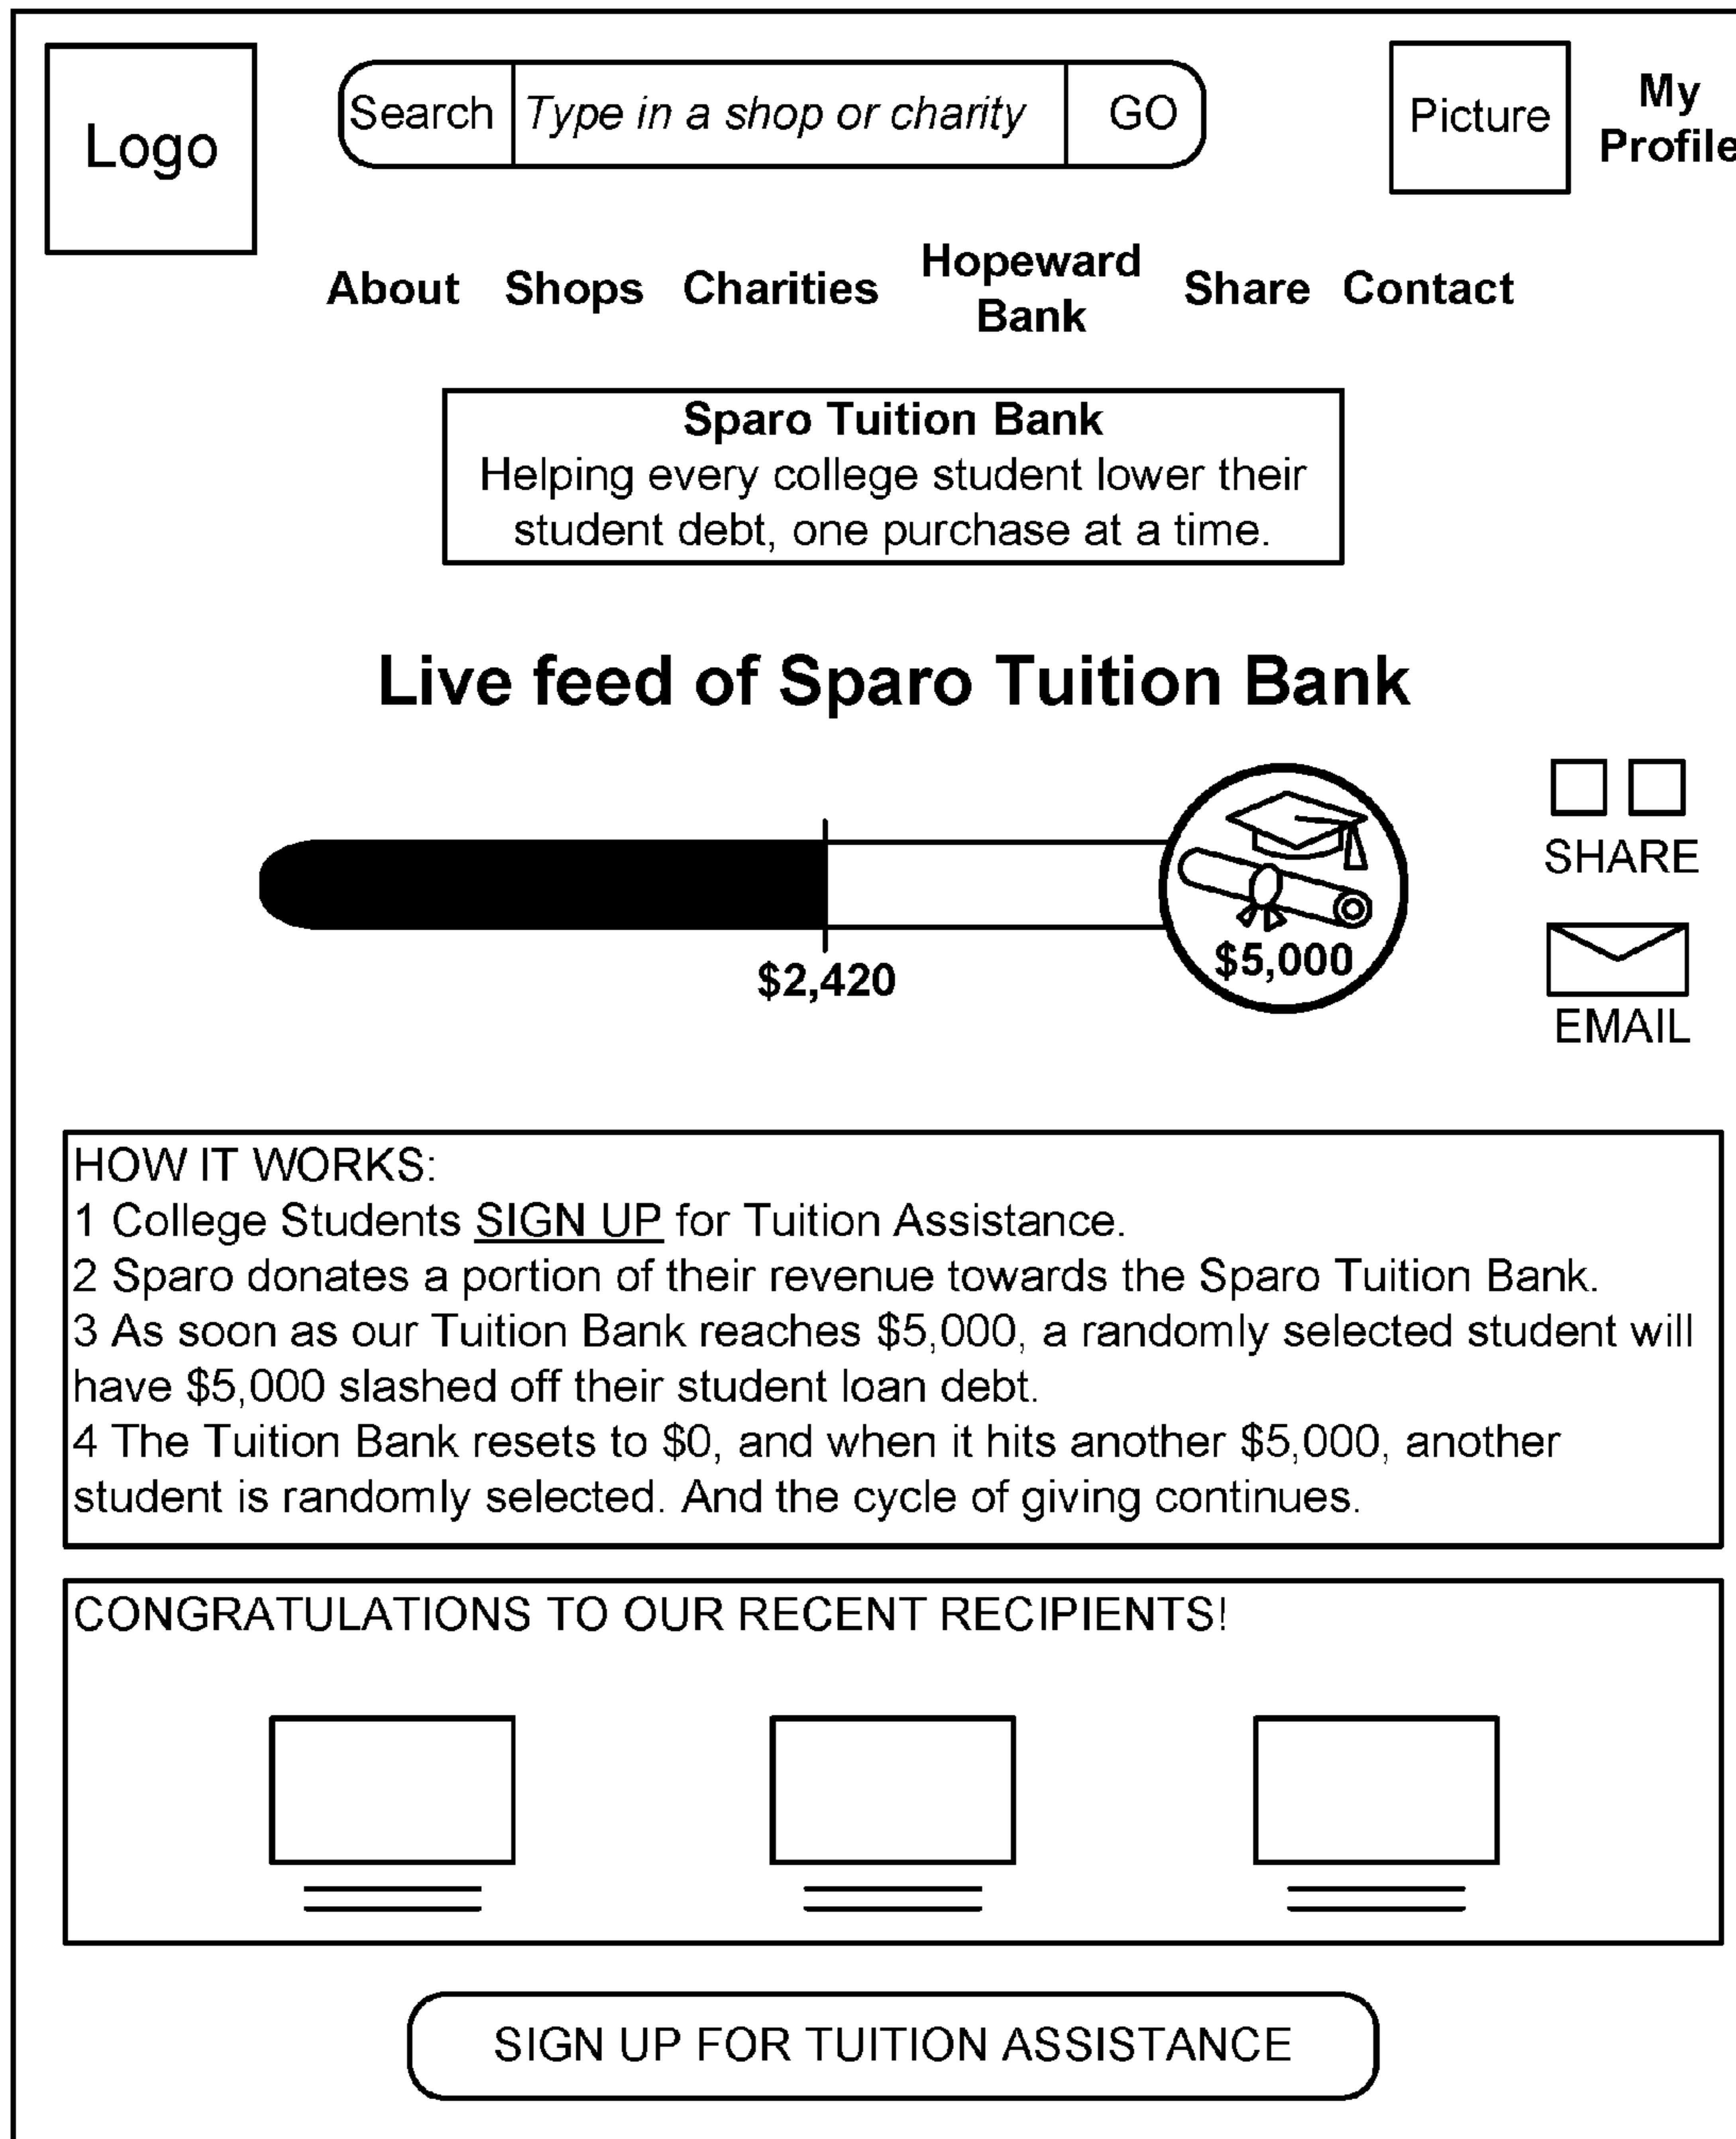 Logo
Search Type in a shop or charity GO
Picture
My
Profile
About Shops Charities Hopeward Bank Share Contact
Sparo Tuition Bank
Helping every college student lower their
student debt, one purchase at a time.
Live feed of Sparo Tuition Bank
$2,420
$5,000
SHARE
EMAIL
HOW IT WORKS:
1 College Students SIGN UP for Tuition Assistance.
2 Sparo donates a portion of their revenue towards the Sparo Tuition Bank.
3 As soon as our Tuition Bank reaches $5,000, a randomly selected student will
have $5,000 slashed off their student loan debt.
4 The Tuition Bank resets to $0, and when it hits another $5,000, another
student is randomly selected. And the cycle of giving continues.
CONGRATULATIONS TO OUR RECENT RECIPIENTS!
SIGN UP FOR TUITION ASSISTANCE